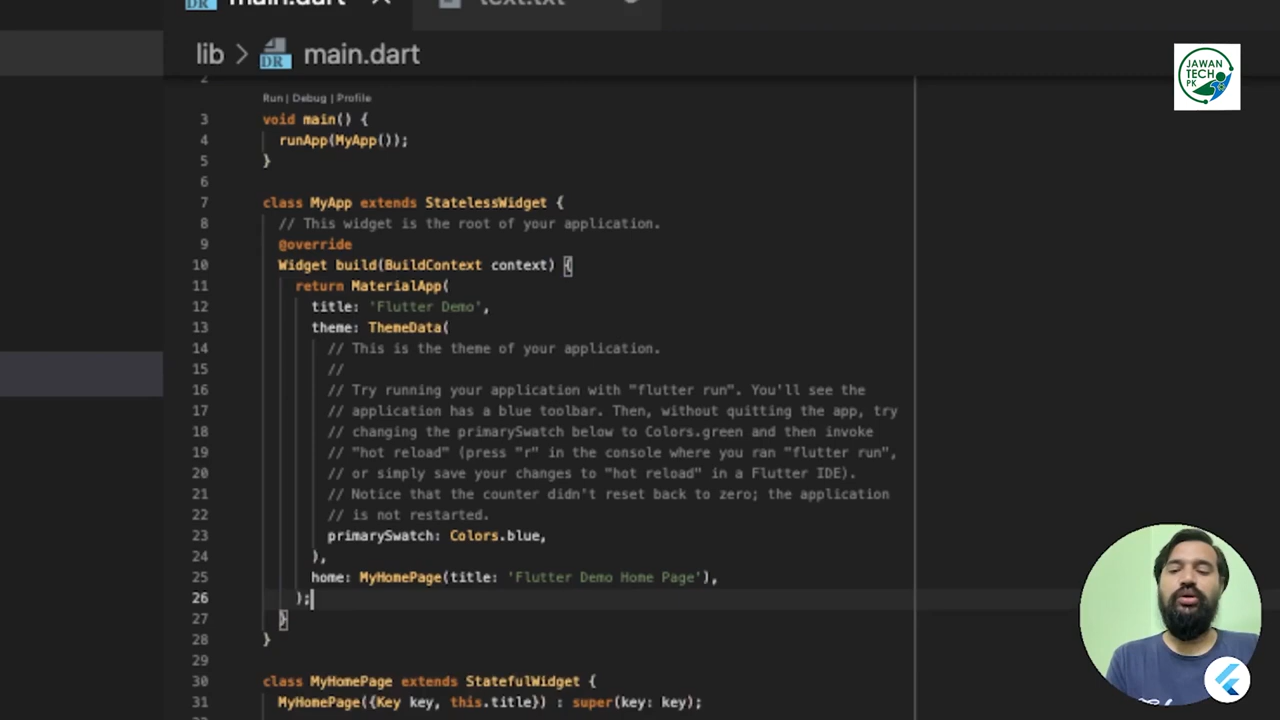 main.dart
text.txt
lib > main.dart
JAWAN
TECH
PK
2
Run | Debug | Profile
3 void main() {
4 runApp(MyApp());
5 }
6
7 class MyApp extends StatelessWidget {
8 // This widget is the root of your application.
9 @override
10 Widget build(BuildContext context) {
11 return MaterialApp(
12 title: 'Flutter Demo',
13 theme: ThemeData(
14 // This is the theme of your application.
15 //
16 // Try running your application with "flutter run". You'll see the
17 // application has a blue toolbar. Then, without quitting the app, try
18 // changing the primarySwatch below to Colors.green and then invoke
19 // "hot reload" (press "r" in the console where you ran "flutter run",
20 // or simply save your changes to "hot reload" in a Flutter IDE).
21 // Notice that the counter didn't reset back to zero; the application
22 // is not restarted.
23 primarySwatch: Colors.blue,
24 ),
25 home: MyHomePage(title: 'Flutter Demo Home Page'),
26 );
27 }
28 }
29
30 class MyHomePage extends StatefulWidget {
31 MyHomePage({Key key, this.title}) : super(key: key);